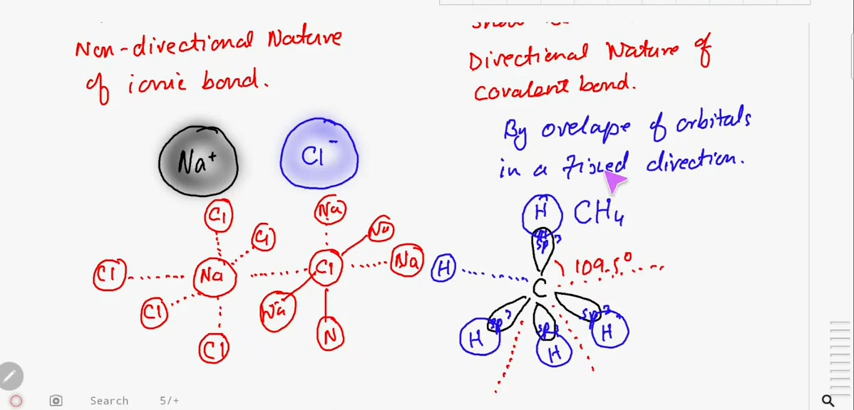 Non-directional Nature
of ionic bond.
Directional Nature of
Covalent bond.
By ovelape of orbitals
in a fixed direction.
Na+
Cl-
H
CH4
Cl
Cl
Na
Na
sp3
109.5°
Cl
Na
Cl
Na
H
C
Cl
Na
sp3
sp3
sp3
H
H
H
Cl
N
Search
5/+